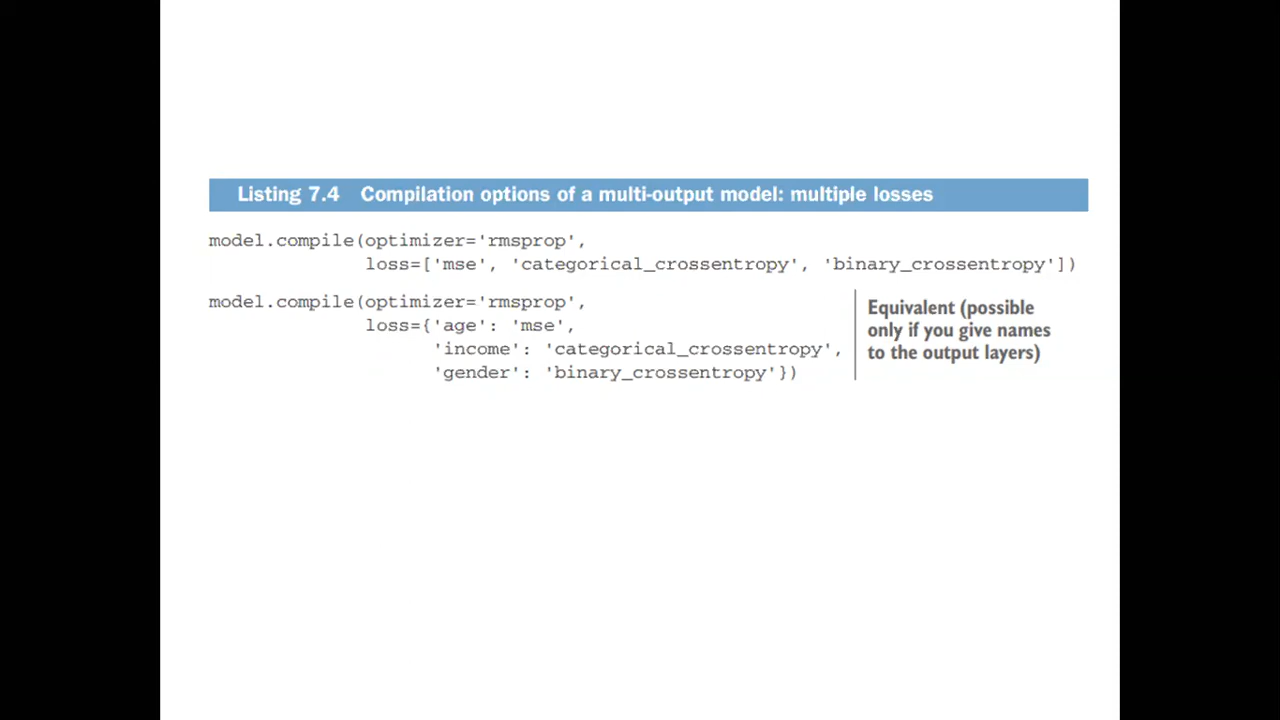 Listing 7.4 Compilation options of a multi-output model: multiple losses
model.compile(optimizer='rmsprop',
loss=['mse', 'categorical_crossentropy', 'binary_crossentropy'])
model.compile(optimizer='rmsprop',
loss={'age': 'mse',
'income': 'categorical_crossentropy',
'gender': 'binary_crossentropy'})
Equivalent (possible
only if you give names
to the output layers)